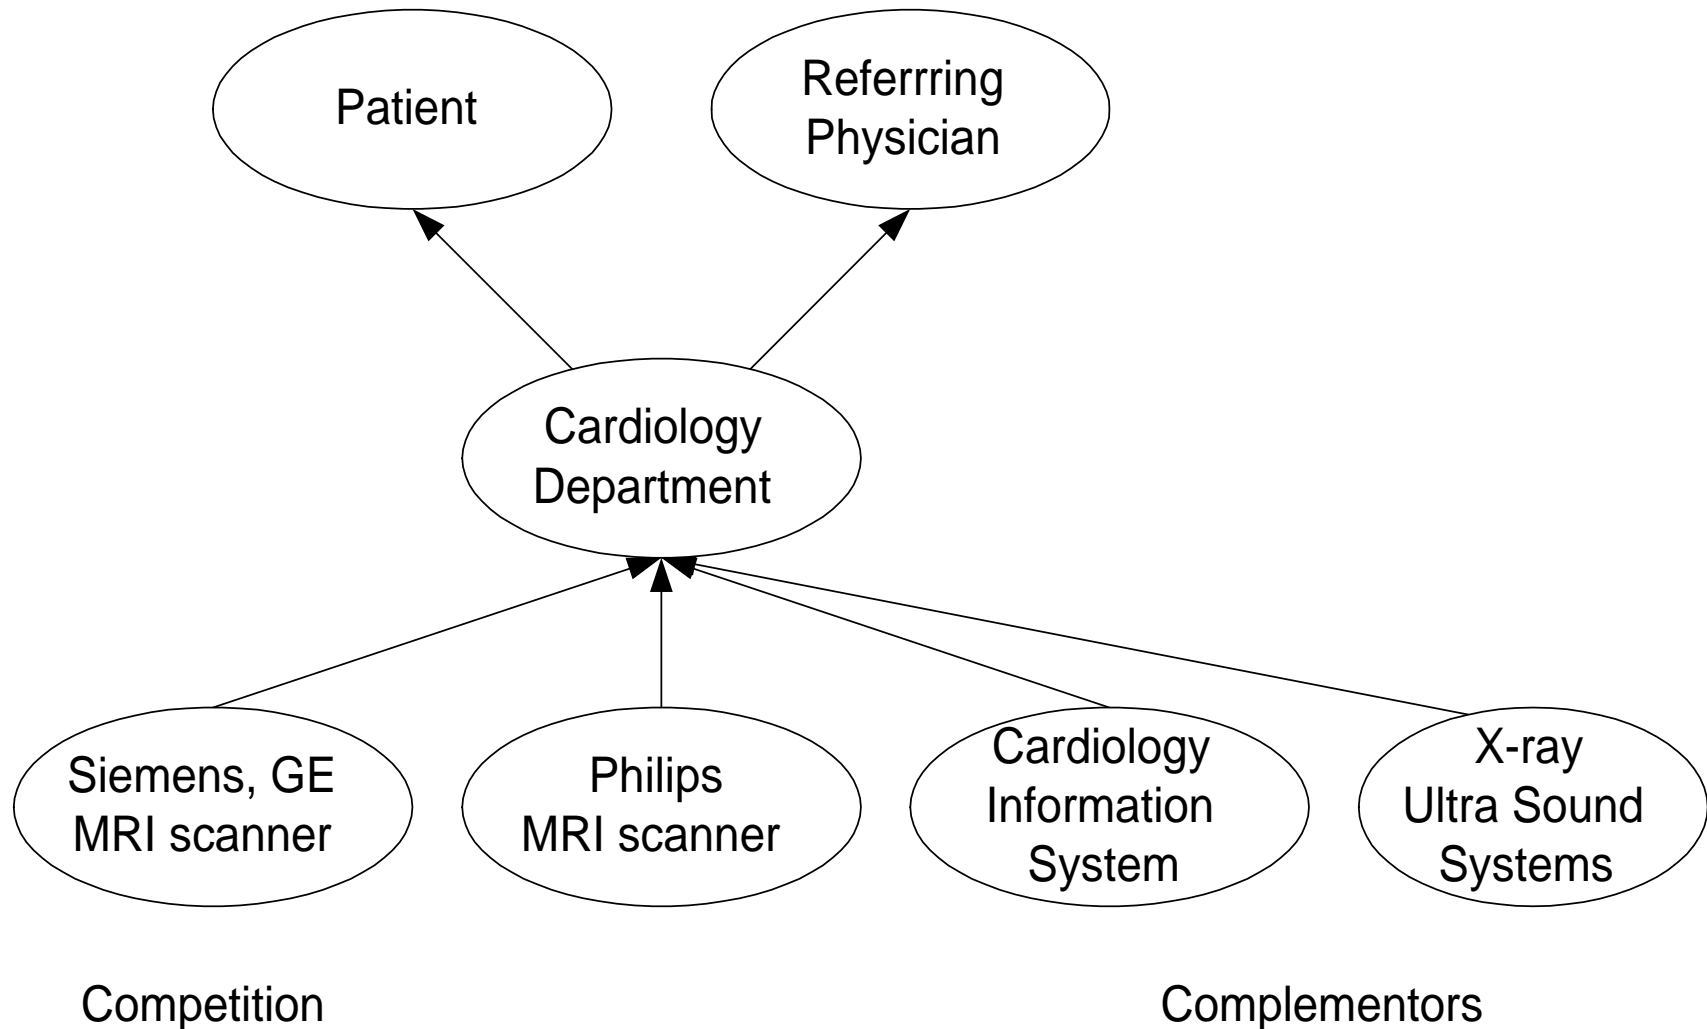 Patient
Referrring
Physician
Cardiology
Department
Siemens, GE
MRI scanner
Philips
MRI scanner
Cardiology
Information
System
X-ray
Ultra Sound
Systems
Competition
Complementors